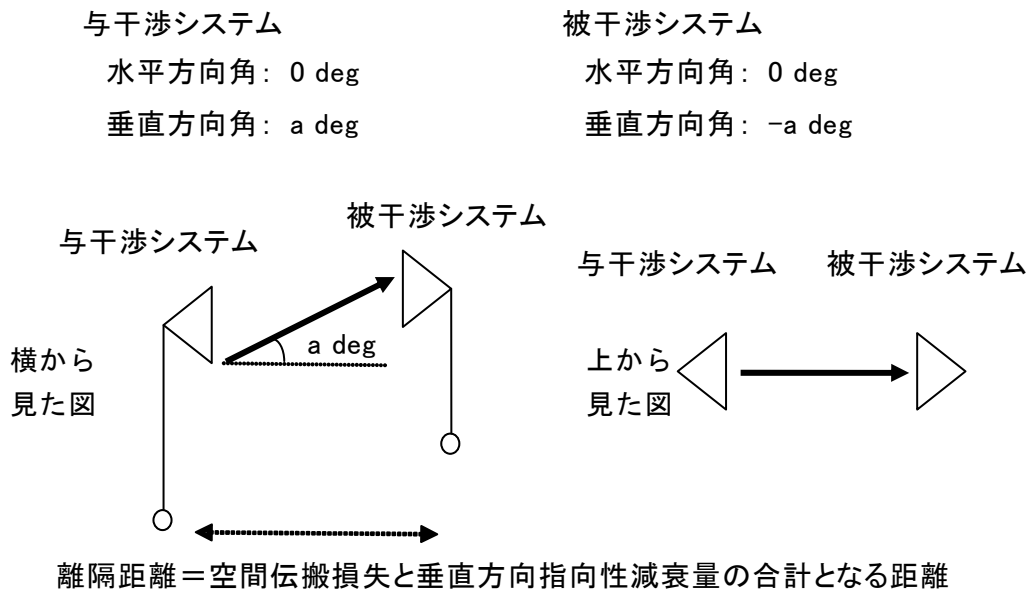 与干渉システム
水平方向角: 0 deg
垂直方向角: a deg
被干渉システム
水平方向角: 0 deg
垂直方向角: -a deg
与干渉システム
被干渉システム
a deg
横から
見た図
与干渉システム
被干渉システム
上から
見た図
離隔距離=空間伝搬損失と垂直方向指向性減衰量の合計となる距離